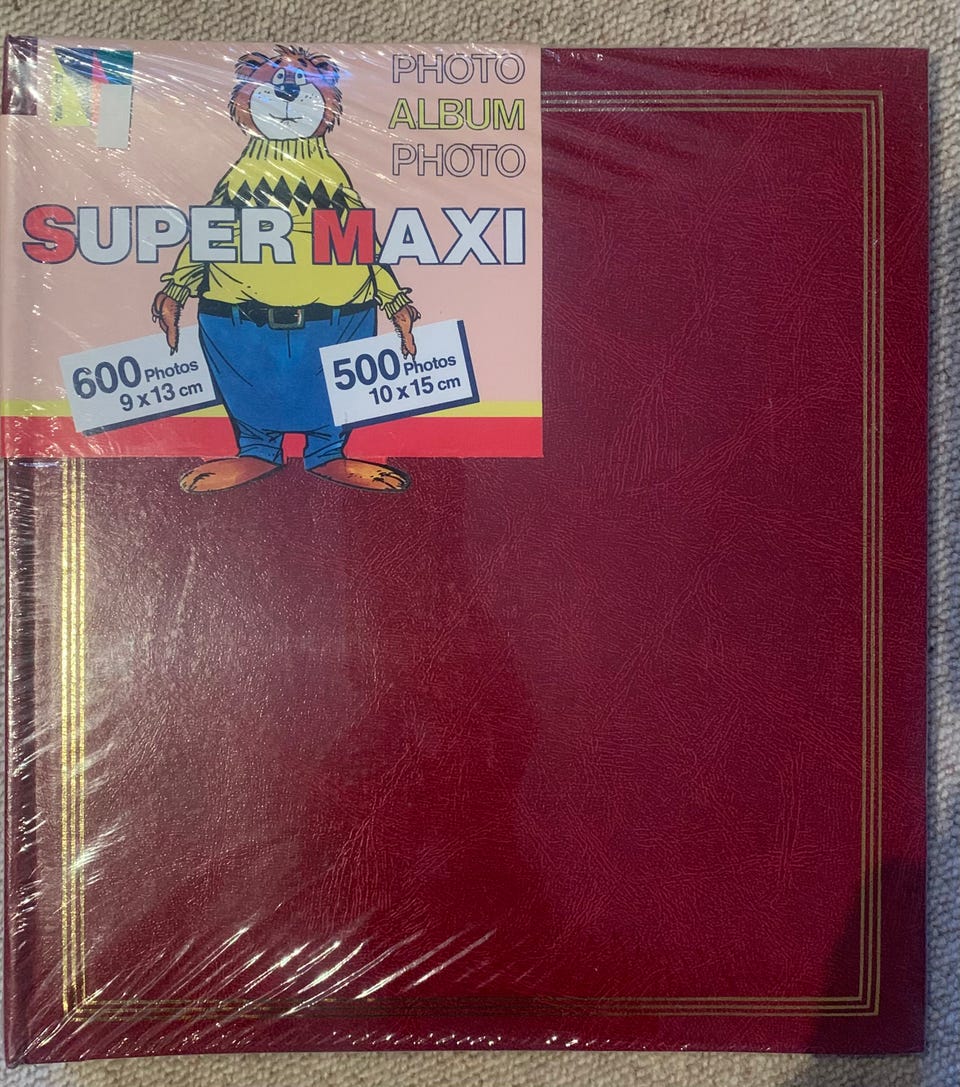 PHOTO
ALBUM
PHOTO
SUPER MAXI
600 Photos
9 x 13 cm
500 Photos
10 x 15 cm